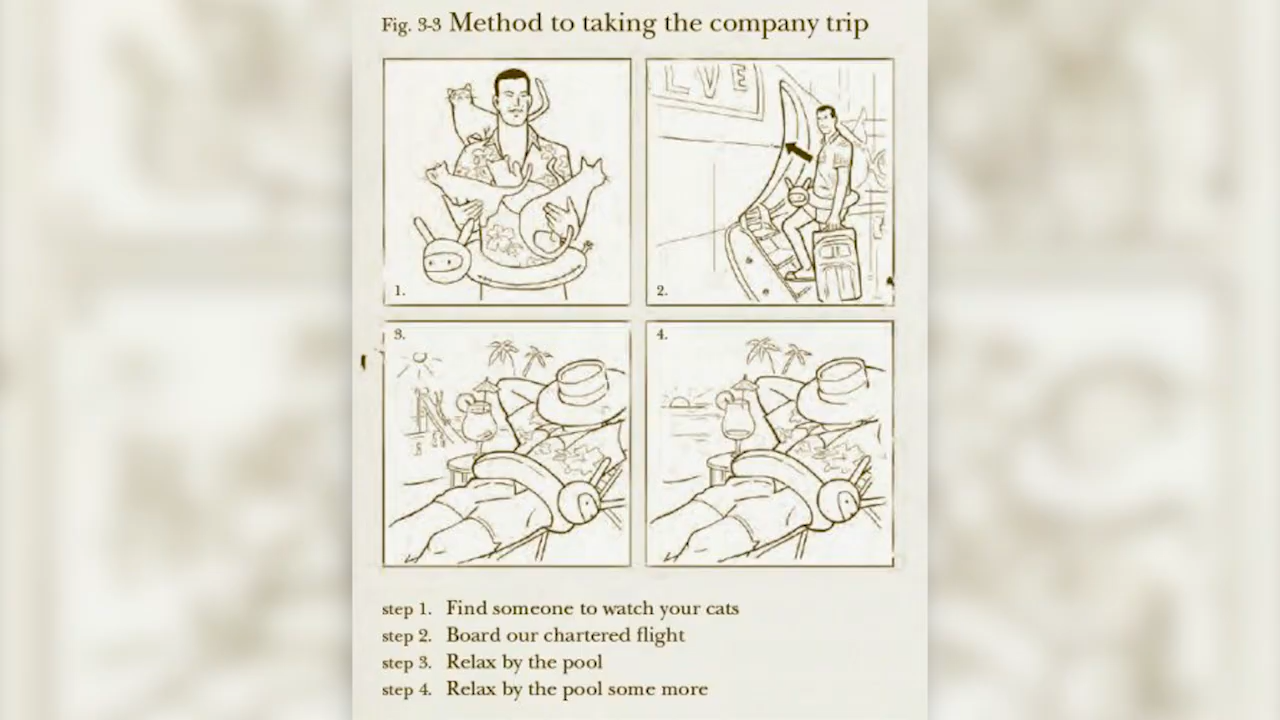 Fig. 3-3 Method to taking the company trip
LVE
1.
2.
3.
4.
step 1. Find someone to watch your cats
step 2. Board our chartered flight
step 3. Relax by the pool
step 4. Relax by the pool some more